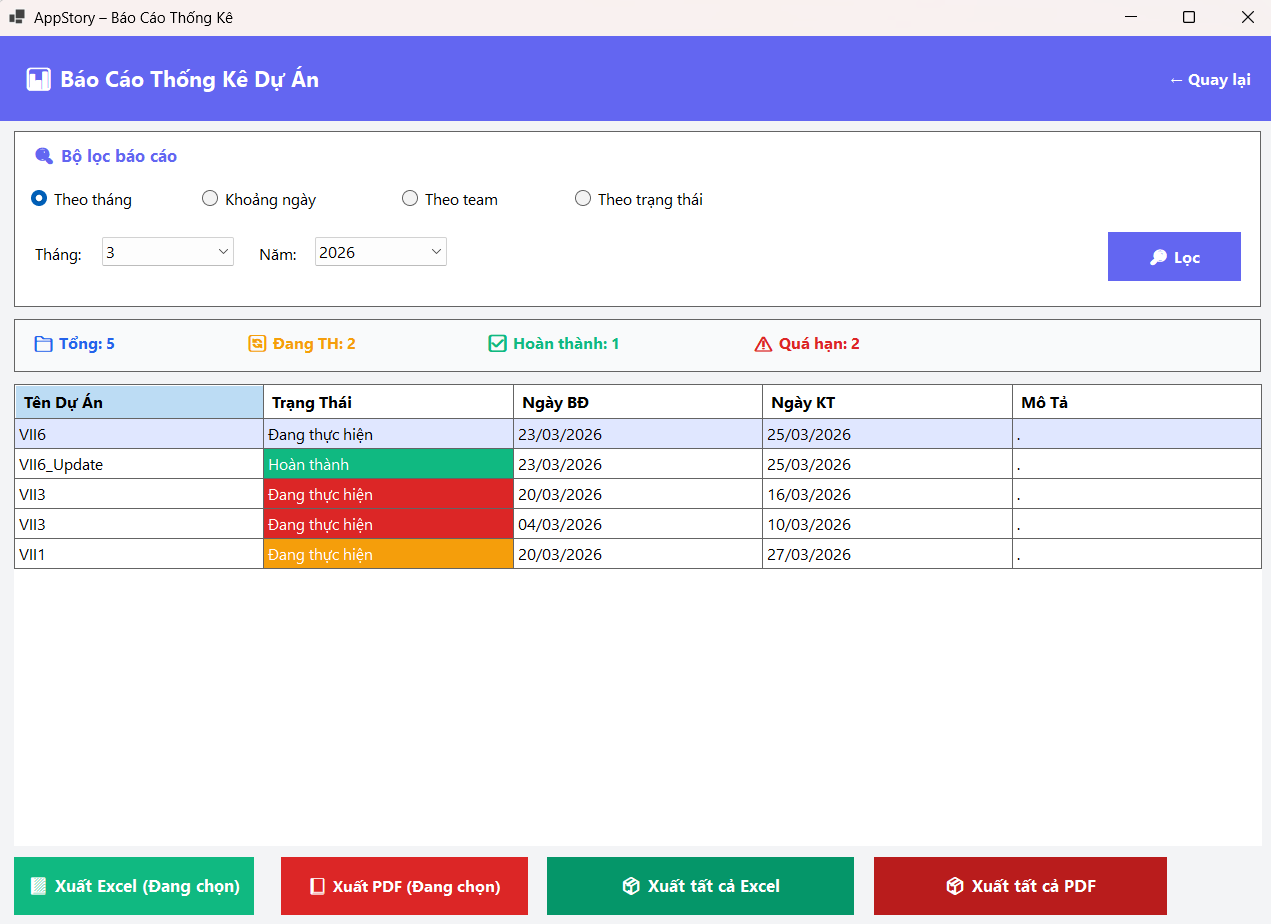 AppStory – Báo Cáo Thống Kê
Báo Cáo Thống Kê Dự Án
← Quay lại
Bộ lọc báo cáo
Theo tháng Khoảng ngày Theo team Theo trạng thái
Tháng: 3 Năm: 2026 Lọc
Tổng: 5 Đang TH: 2 Hoàn thành: 1 Quá hạn: 2
Tên Dự Án Trạng Thái Ngày BĐ Ngày KT Mô Tả
VII6 Đang thực hiện 23/03/2026 25/03/2026 .
VII6_Update Hoàn thành 23/03/2026 25/03/2026 .
VII3 Đang thực hiện 20/03/2026 16/03/2026 .
VII3 Đang thực hiện 04/03/2026 10/03/2026 .
VII1 Đang thực hiện 20/03/2026 27/03/2026 .
Xuất Excel (Đang chọn) Xuất PDF (Đang chọn) Xuất tất cả Excel Xuất tất cả PDF